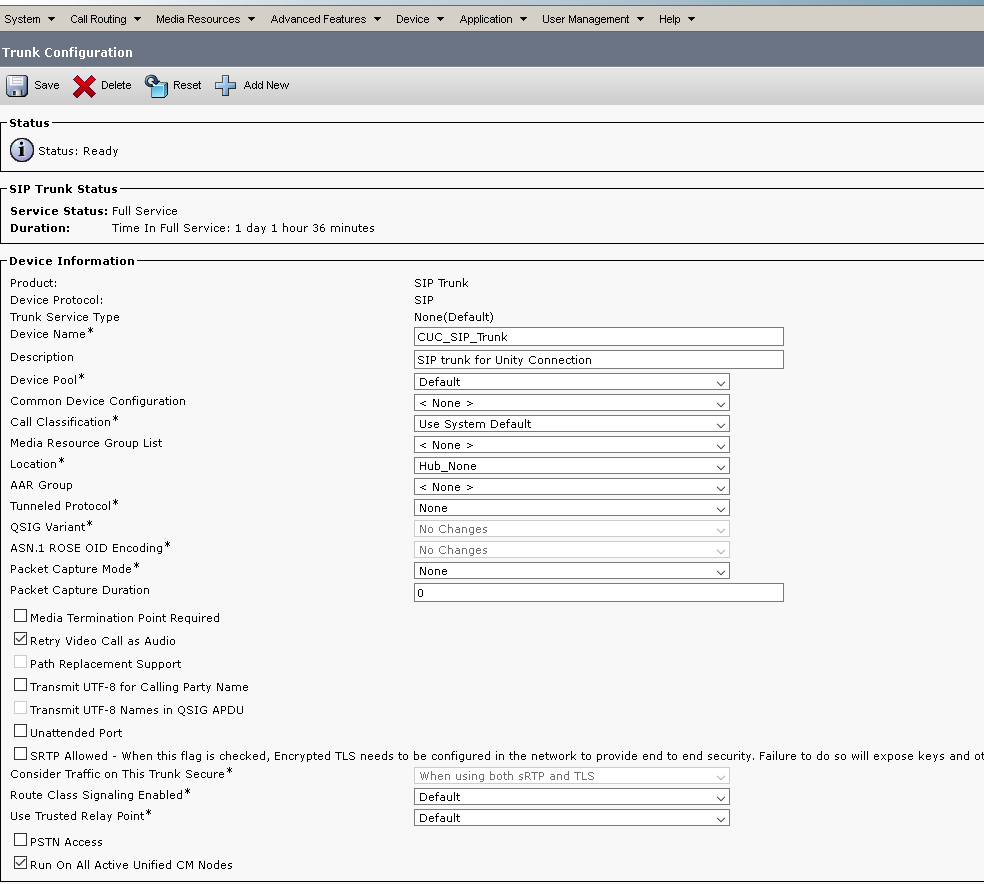 System Call Routing Media Resources Advanced Features Device Application User Management Help
Trunk Configuration
Save Delete Reset Add New
Status
Status: Ready
SIP Trunk Status
Service Status: Full Service
Duration: Time In Full Service: 1 day 1 hour 36 minutes
Device Information
Product: SIP Trunk
Device Protocol: SIP
Trunk Service Type None(Default)
Device Name* CUC_SIP_Trunk
Description SIP trunk for Unity Connection
Device Pool* Default
Common Device Configuration < None >
Call Classification* Use System Default
Media Resource Group List < None >
Location* Hub_None
AAR Group < None >
Tunneled Protocol* None
QSIG Variant* No Changes
ASN.1 ROSE OID Encoding* No Changes
Packet Capture Mode* None
Packet Capture Duration 0
Media Termination Point Required
Retry Video Call as Audio
Path Replacement Support
Transmit UTF-8 for Calling Party Name
Transmit UTF-8 Names in QSIG APDU
Unattended Port
SRTP Allowed - When this flag is checked, Encrypted TLS needs to be configured in the network to provide end to end security. Failure to do so will expose keys and
Consider Traffic on This Trunk Secure* When using both sRTP and TLS
Route Class Signaling Enabled* Default
Use Trusted Relay Point* Default
PSTN Access
Run On All Active Unified CM Nodes